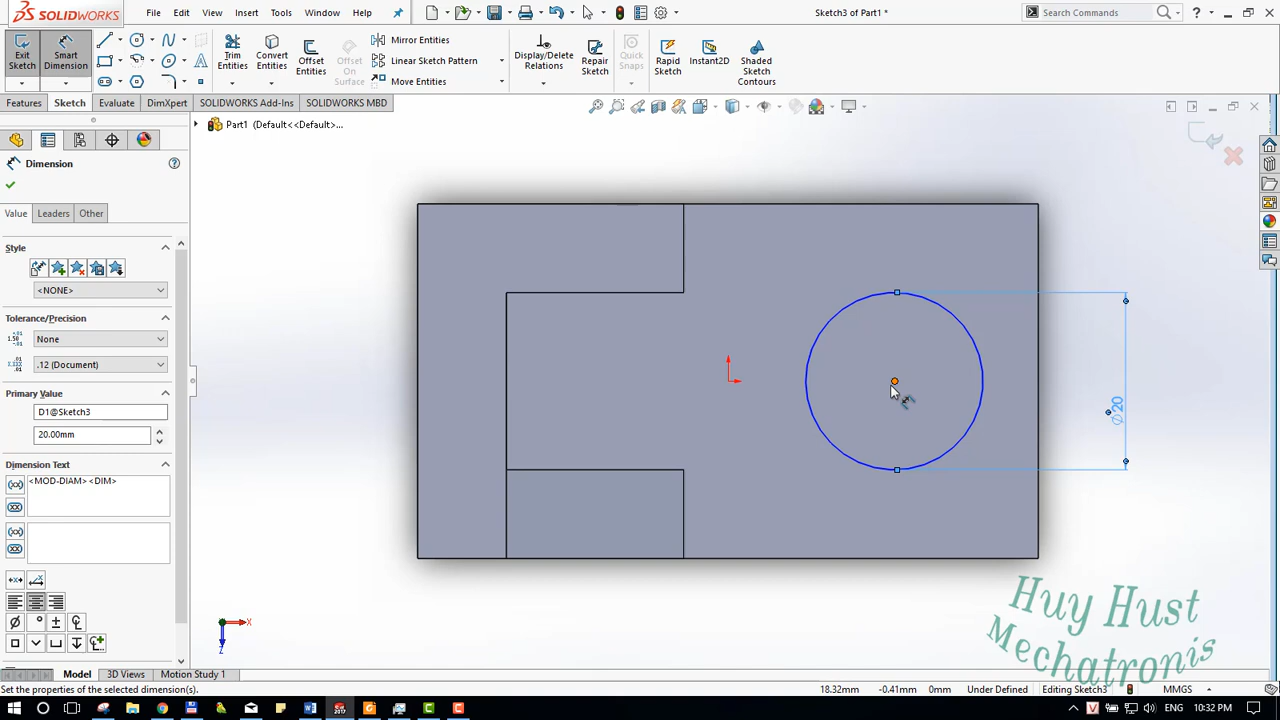 SOLIDWORKS File Edit View Insert Tools Window Help Sketch3 of Part1 * Search Commands
Exit Sketch Smart Dimension Trim Entities Convert Entities Offset Entities Offset On Surface Mirror Entities Display/Delete Relations Repair Sketch Quick Snaps Rapid Sketch Instant2D Shaded Sketch Contours
Linear Sketch Pattern
Move Entities
Features Sketch Evaluate DimXpert SOLIDWORKS Add-Ins SOLIDWORKS MBD
Part1 (Default<<Default>...
Dimension
Value Leaders Other
Style
<NONE>
Tolerance/Precision
None
.12 (Document)
Primary Value
D1@Sketch3
20.00mm
Dimension Text
<MOD-DIAM> <DIM>
Ø20
X
Z
Huy Hust
Mechatronis
Model 3D Views Motion Study 1
Set the properties of the selected dimension(s). 18.32mm -0.41mm 0mm Under Defined Editing Sketch3 MMGS
ENG 10:32 PM